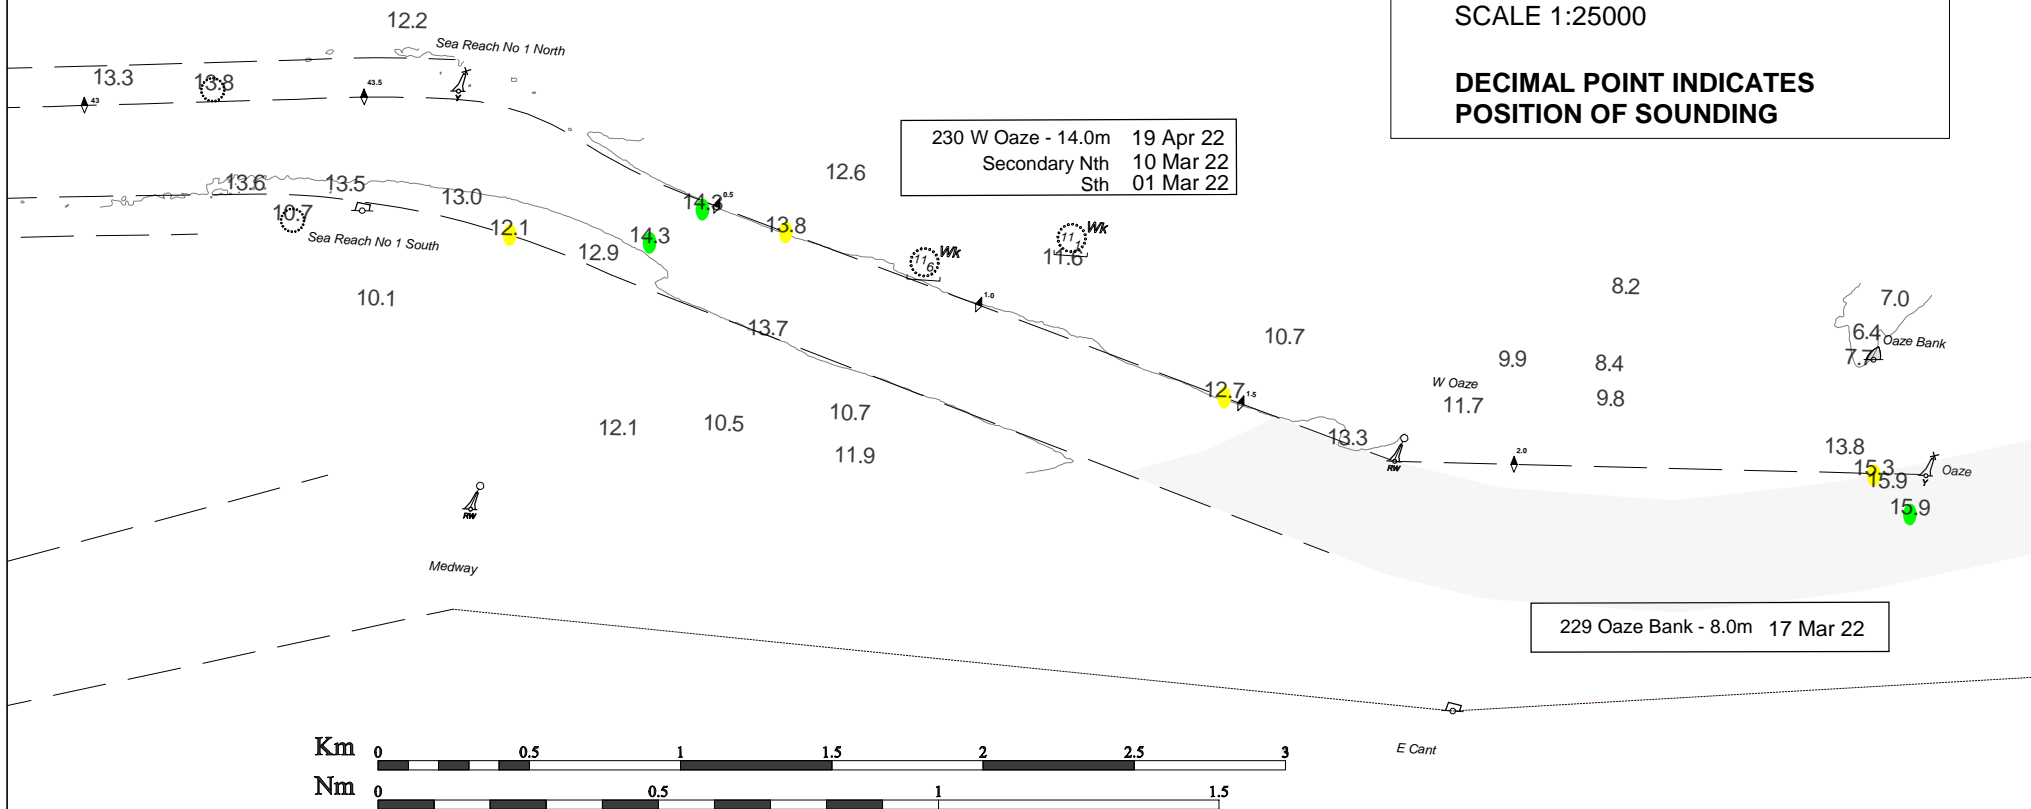 SCALE 1:25000
DECIMAL POINT INDICATES
POSITION OF SOUNDING
12.2
Sea Reach No 1 North
13.3
13.8
43
43.5
Y
230 W Oaze - 14.0m 19 Apr 22
Secondary Nth 10 Mar 22
Sth 01 Mar 22
12.6
13.6
13.5
13.0
10.7
Sea Reach No 1 South
12.1
12.9
14.3
14.3
0.5
13.8
11.6
Wk
11.1
Wk
11.6
10.1
1.0
13.7
8.2
7.0
6.4
Oaze Bank
7.7
10.7
9.9
8.4
W Oaze
11.7
9.8
12.7
1.5
12.1
10.5
10.7
11.9
13.3
RW
2.0
13.8
15.3
15.9
Y
Oaze
15.9
RW
Medway
229 Oaze Bank - 8.0m 17 Mar 22
E Cant
Km 0 0.5 1 1.5 2 2.5 3
Nm 0 0.5 1 1.5